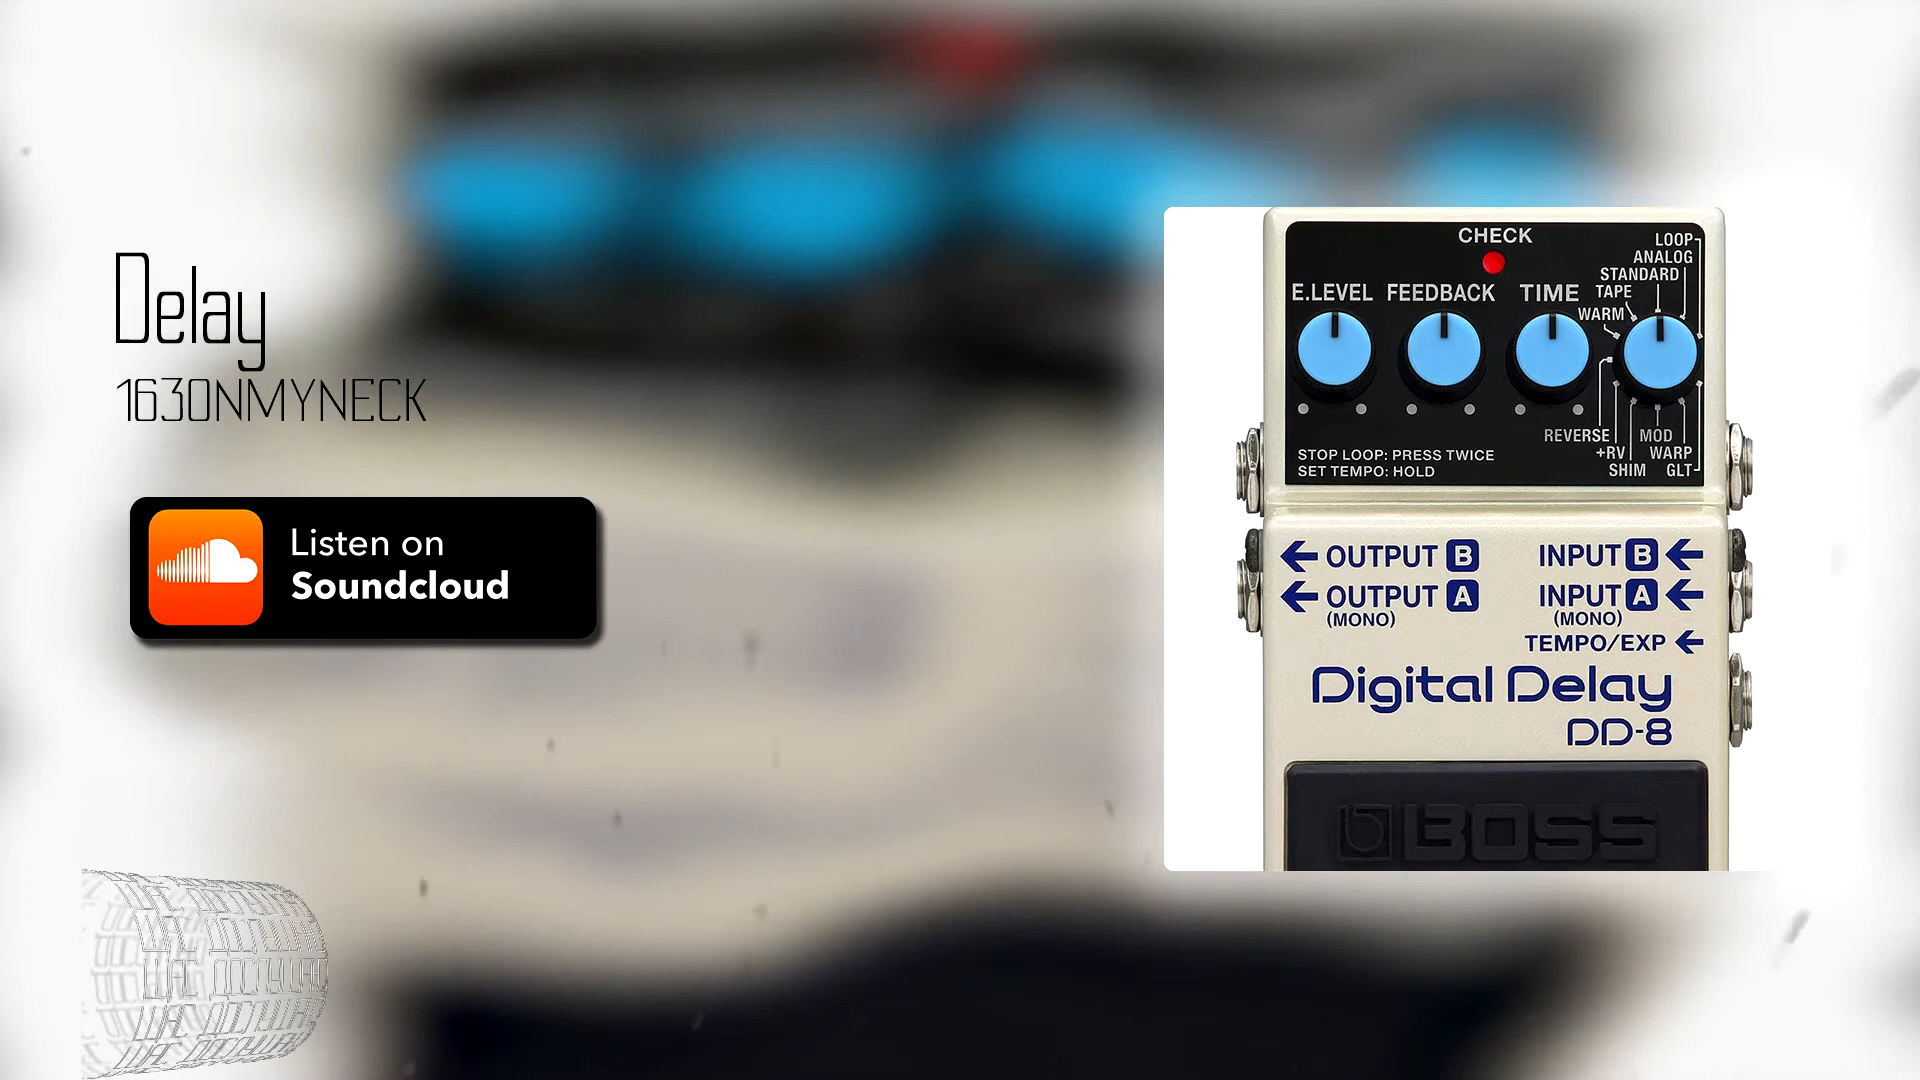 Delay
1630NMYNECK
Listen on
Soundcloud
CHECK
LOOP
ANALOG
STANDARD
E.LEVEL FEEDBACK TIME TAPE
WARM
REVERSE MOD
STOP LOOP: PRESS TWICE +RV WARP
SET TEMPO: HOLD SHIM GLT
OUTPUT B INPUT B
OUTPUT A INPUT A
(MONO) (MONO)
TEMPO/EXP
Digital Delay
DD-8
BOSS